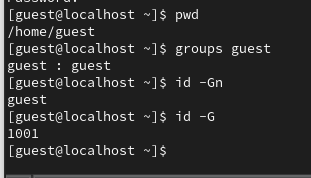 Password:
[guest@localhost ~]$ pwd
/home/guest
[guest@localhost ~]$ groups guest
guest : guest
[guest@localhost ~]$ id -Gn
guest
[guest@localhost ~]$ id -G
1001
[guest@localhost ~]$